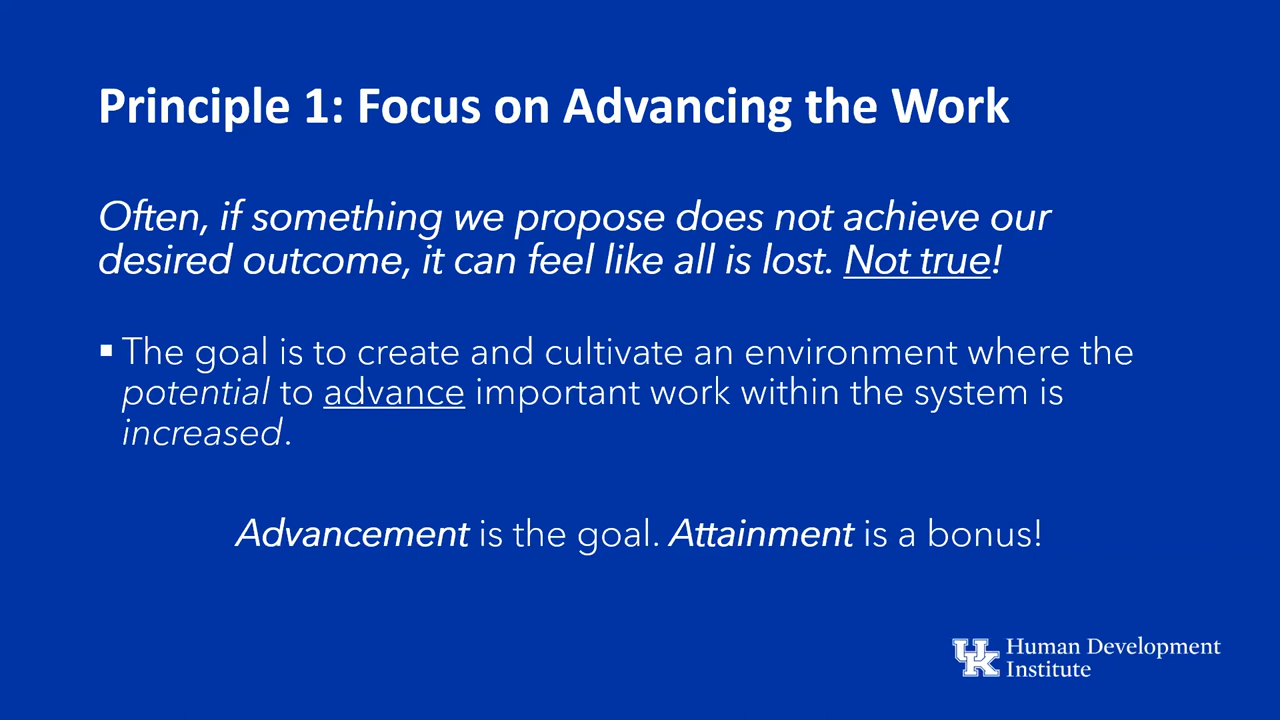 Principle 1: Focus on Advancing the Work
Often, if something we propose does not achieve our
desired outcome, it can feel like all is lost. Not true!
▪ The goal is to create and cultivate an environment where the
potential to advance important work within the system is
increased.
Advancement is the goal. Attainment is a bonus!
UK Human Development
Institute